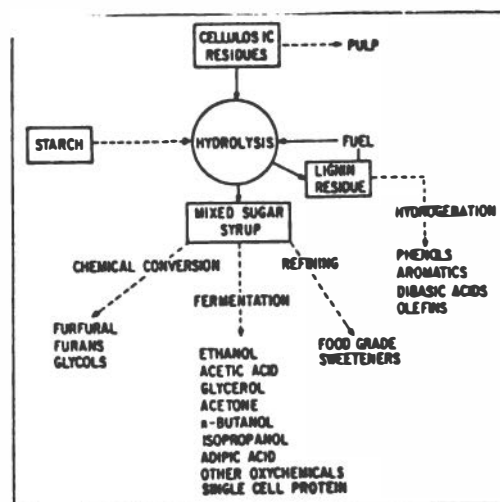 CELLULOSIC
RESIDUES
PULP
STARCH
HYDROLYSIS
FUEL
LIGNIN
RESIDUE
MIXED SUGAR
SYRUP
HYDROGEBATION
CHEMICAL CONVERSION
REFINING
FERMENTATION
PHENOLS
AROMATICS
DIBASIC ACIDS
OLEFINS
FURFURAL
FURANS
GLYCOLS
FOOD GRADE
SWEETENERS
ETHANOL
ACETIC ACID
GLYCEROL
ACETONE
n-BUTANOL
ISOPROPANOL
ADIPIC ACID
OTHER OXYCHEMICALS
SINGLE CELL PROTEIN